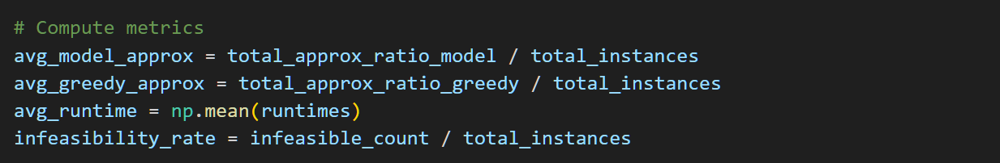 # Compute metrics
avg_model_approx = total_approx_ratio_model / total_instances
avg_greedy_approx = total_approx_ratio_greedy / total_instances
avg_runtime = np.mean(runtimes)
infeasibility_rate = infeasible_count / total_instances